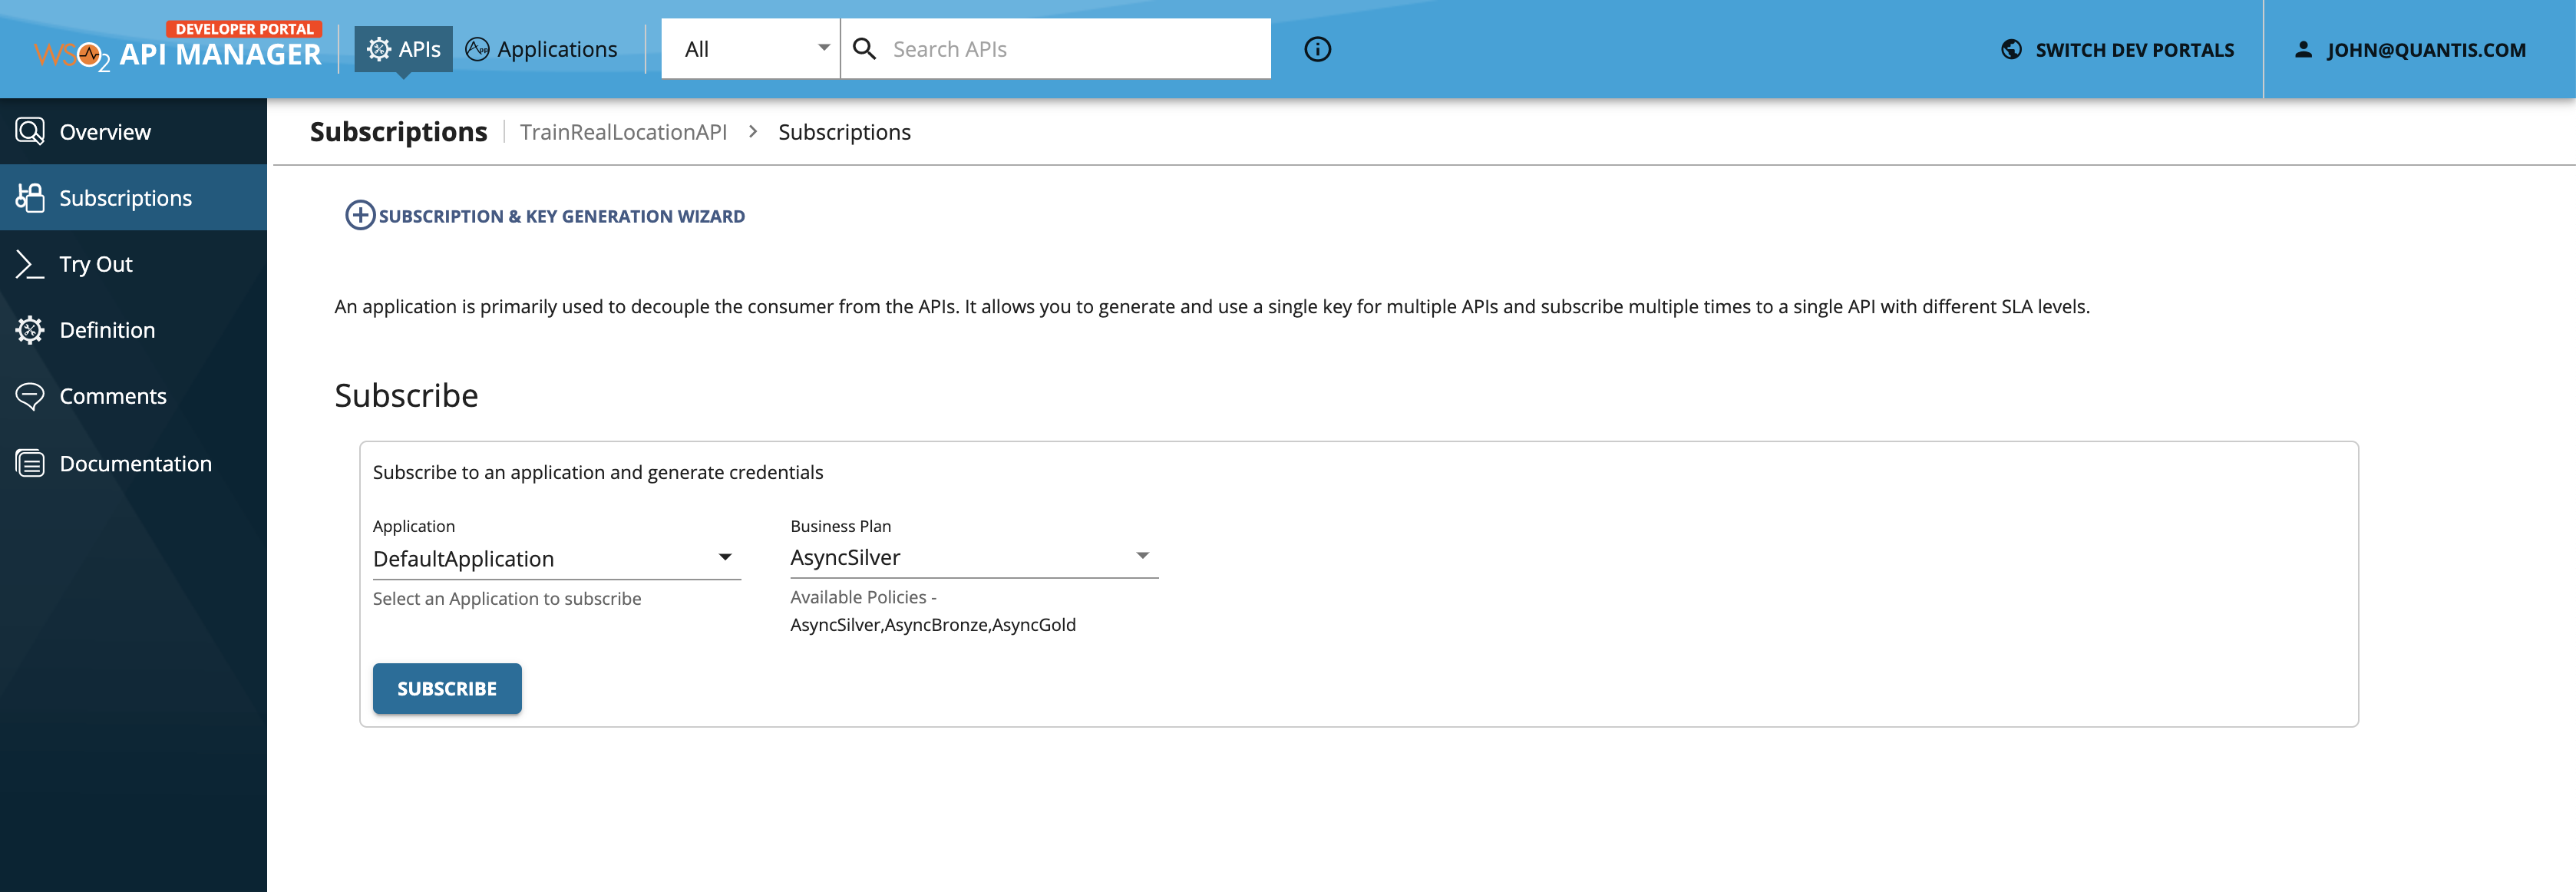 DEVELOPER PORTAL
WSO2 API MANAGER
APIs
App
Applications
All
Search APIs
SWITCH DEV PORTALS
JOHN@QUANTIS.COM
Overview
Subscriptions
Try Out
Definition
Comments
Documentation
Subscriptions
TrainRealLocationAPI > Subscriptions
SUBSCRIPTION & KEY GENERATION WIZARD
An application is primarily used to decouple the consumer from the APIs. It allows you to generate and use a single key for multiple APIs and subscribe multiple times to a single API with different SLA levels.
Subscribe
Subscribe to an application and generate credentials
Application
DefaultApplication
Select an Application to subscribe
Business Plan
AsyncSilver
Available Policies -
AsyncSilver,AsyncBronze,AsyncGold
SUBSCRIBE